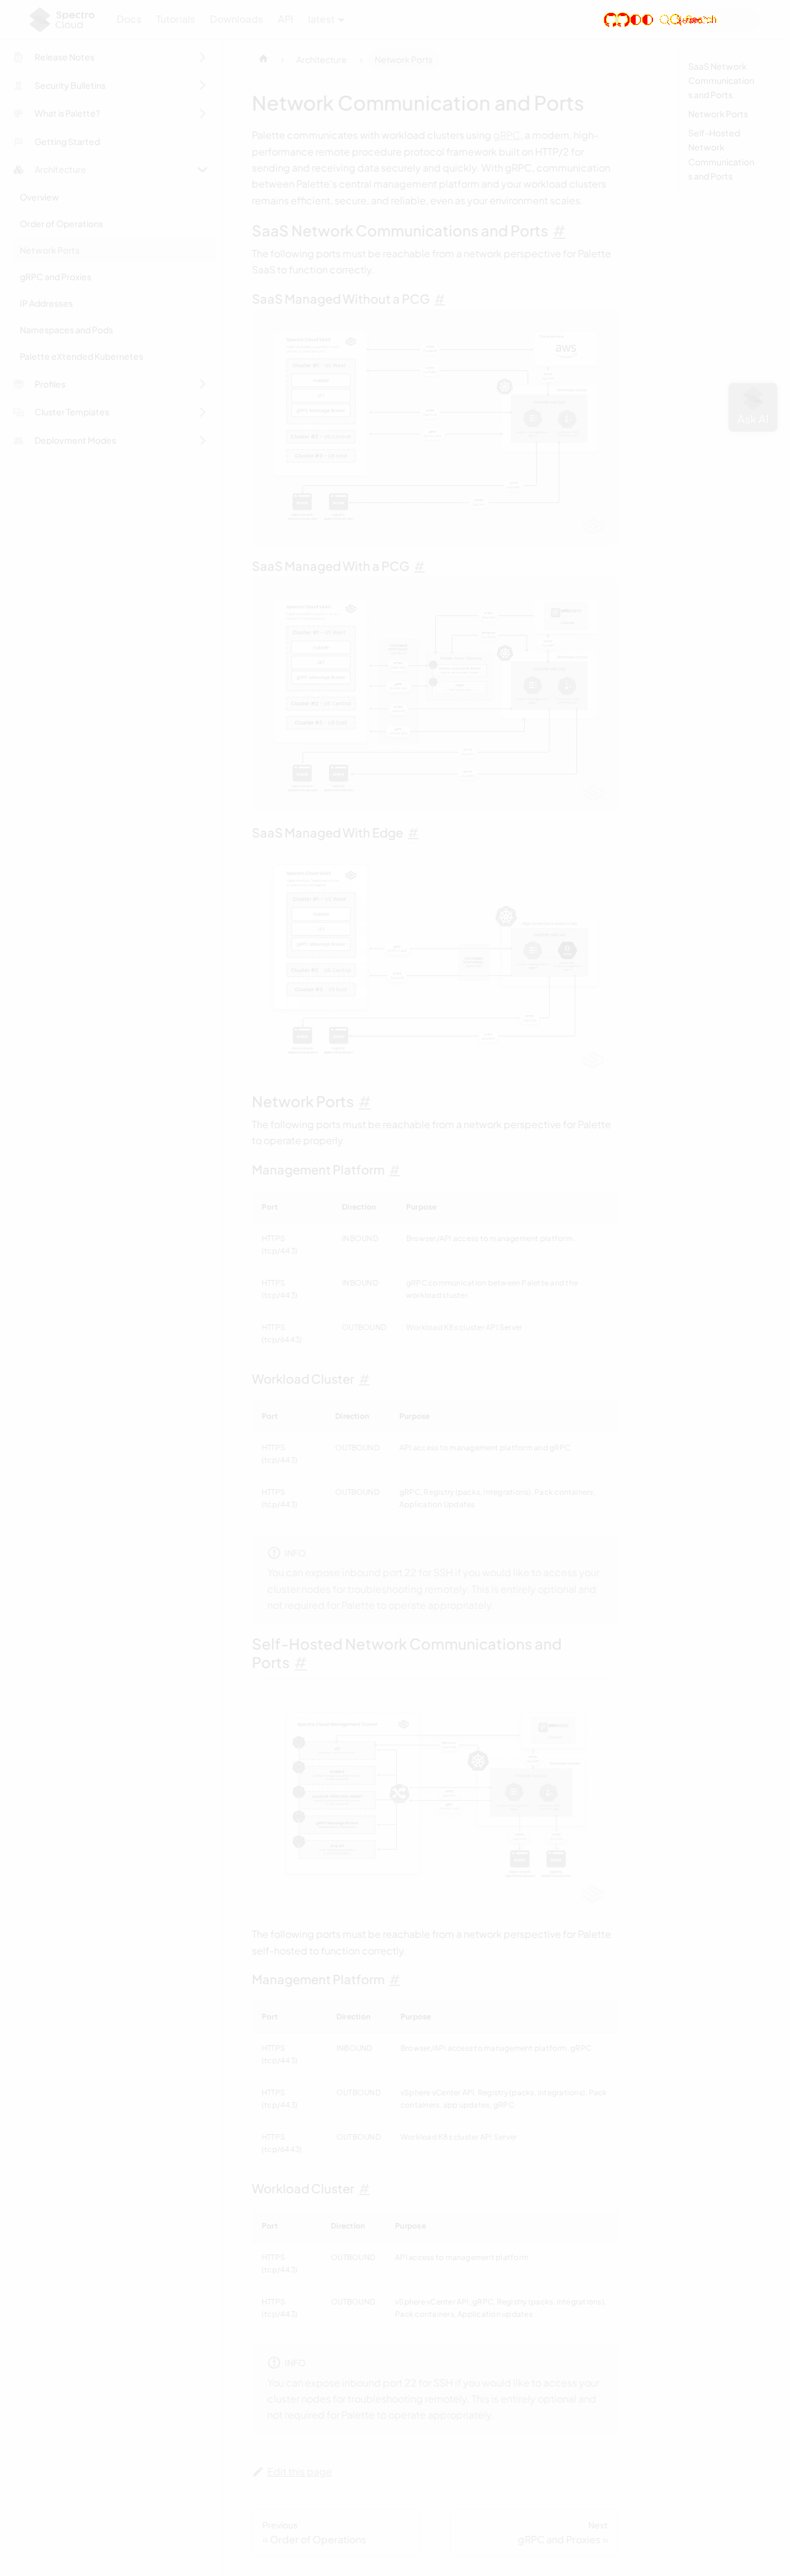 Spectro
Cloud
Docs
Tutorials
Downloads
API
latest
Search
Release Notes
Security Bulletins
What is Palette?
Getting Started
Architecture
Overview
Order of Operations
Network Ports
gRPC and Proxies
IP Addresses
Namespaces and Pods
Palette eXtended Kubernetes
Profiles
Cluster Templates
Deployment Modes
Architecture
Network Ports
Network Communication and Ports
Palette communicates with workload clusters using gRPC, a modern, high-
performance remote procedure protocol framework built on HTTP/2 for
sending and receiving data securely and quickly. With gRPC, communication
between Palette's central management platform and your workload clusters
remains efficient, secure, and reliable, even as your environment scales.
SaaS Network Communications and Ports #
The following ports must be reachable from a network perspective for Palette
SaaS to function correctly.
SaaS Managed Without a PCG #
aws
SaaS Managed With a PCG #
SaaS Managed With Edge #
Network Ports #
The following ports must be reachable from a network perspective for Palette
to operate properly.
Management Platform #
Port Direction Purpose
HTTPS INBOUND Browser/API access to management platform
(tcp/443)
HTTPS INBOUND gRPC communication between Palette and the
(tcp/443) workload cluster
HTTPS OUTBOUND Workload K8s cluster API Server
(tcp/6443)
Workload Cluster #
Port Direction Purpose
HTTPS OUTBOUND API access to management platform and gRPC
(tcp/443)
HTTPS OUTBOUND gRPC, Registry (packs, integrations), Pack containers,
(tcp/443) Application Updates
INFO
You can expose inbound port 22 for SSH if you would like to access your
cluster nodes for troubleshooting remotely. This is entirely optional and
not required for Palette to operate appropriately.
Self-Hosted Network Communications and
Ports #
The following ports must be reachable from a network perspective for Palette
self-hosted to function correctly.
Management Platform #
Port Direction Purpose
HTTPS INBOUND Browser/API access to management platform, gRPC
(tcp/443)
HTTPS OUTBOUND vSphere vCenter API, Registry (packs, integrations), Pack
(tcp/443) containers, app updates, gRPC
HTTPS OUTBOUND Workload K8s cluster API Server
(tcp/6443)
Workload Cluster #
Port Direction Purpose
HTTPS OUTBOUND API access to management platform
(tcp/443)
HTTPS OUTBOUND vSphere vCenter API, gRPC, Registry (packs, integrations),
(tcp/443) Pack containers, Application updates
INFO
You can expose inbound port 22 for SSH if you would like to access your
cluster nodes for troubleshooting remotely. This is entirely optional and
not required for Palette to operate appropriately.
Edit this page
Previous
« Order of Operations
Next
gRPC and Proxies »
SaaS Network
Communication
s and Ports
Network Ports
Self-Hosted
Network
Communication
s and Ports
Ask AI